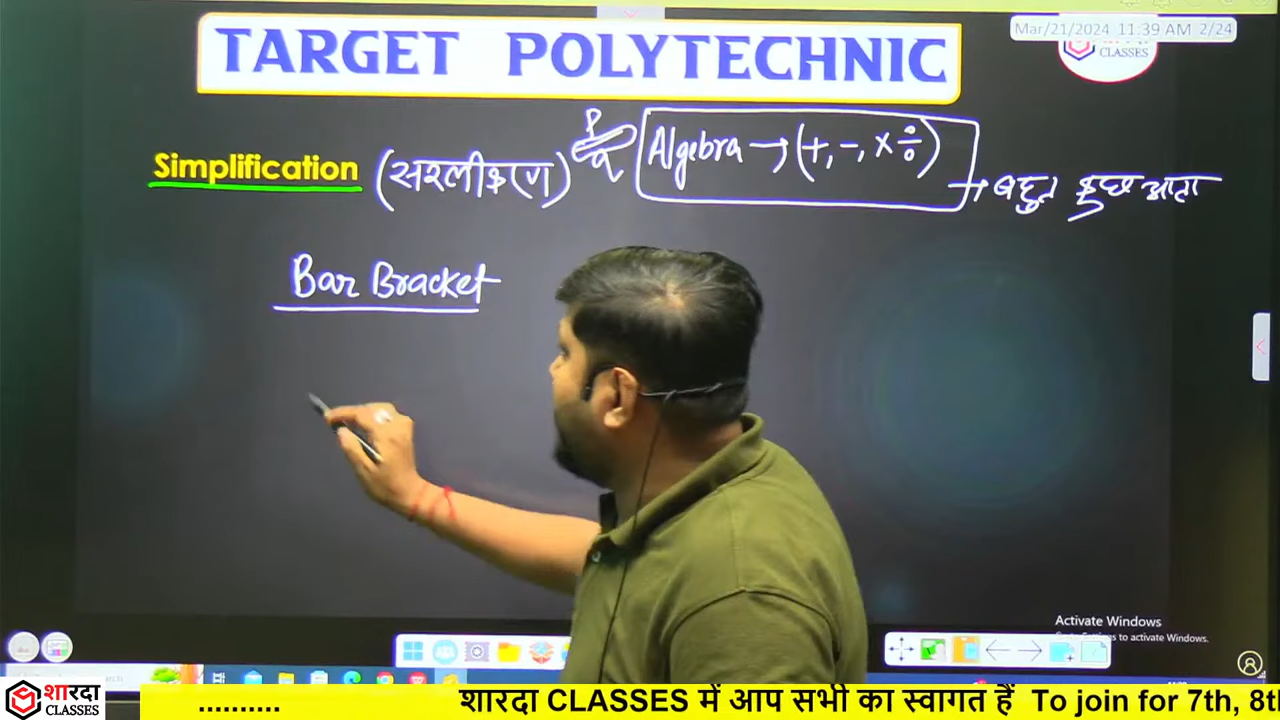 TARGET POLYTECHNIC
Mar/21/2024 11:39 AM 2/24
CLASSES
Simplification (सरलीकरण) Algebra → (+, -, × ÷) → बहुत कुछ आता
Bar Bracket
Activate Windows
to activate Windows.
शारदा CLASSES
.......... शारदा CLASSES में आप सभी का स्वागत हैं To join for 7th, 8th